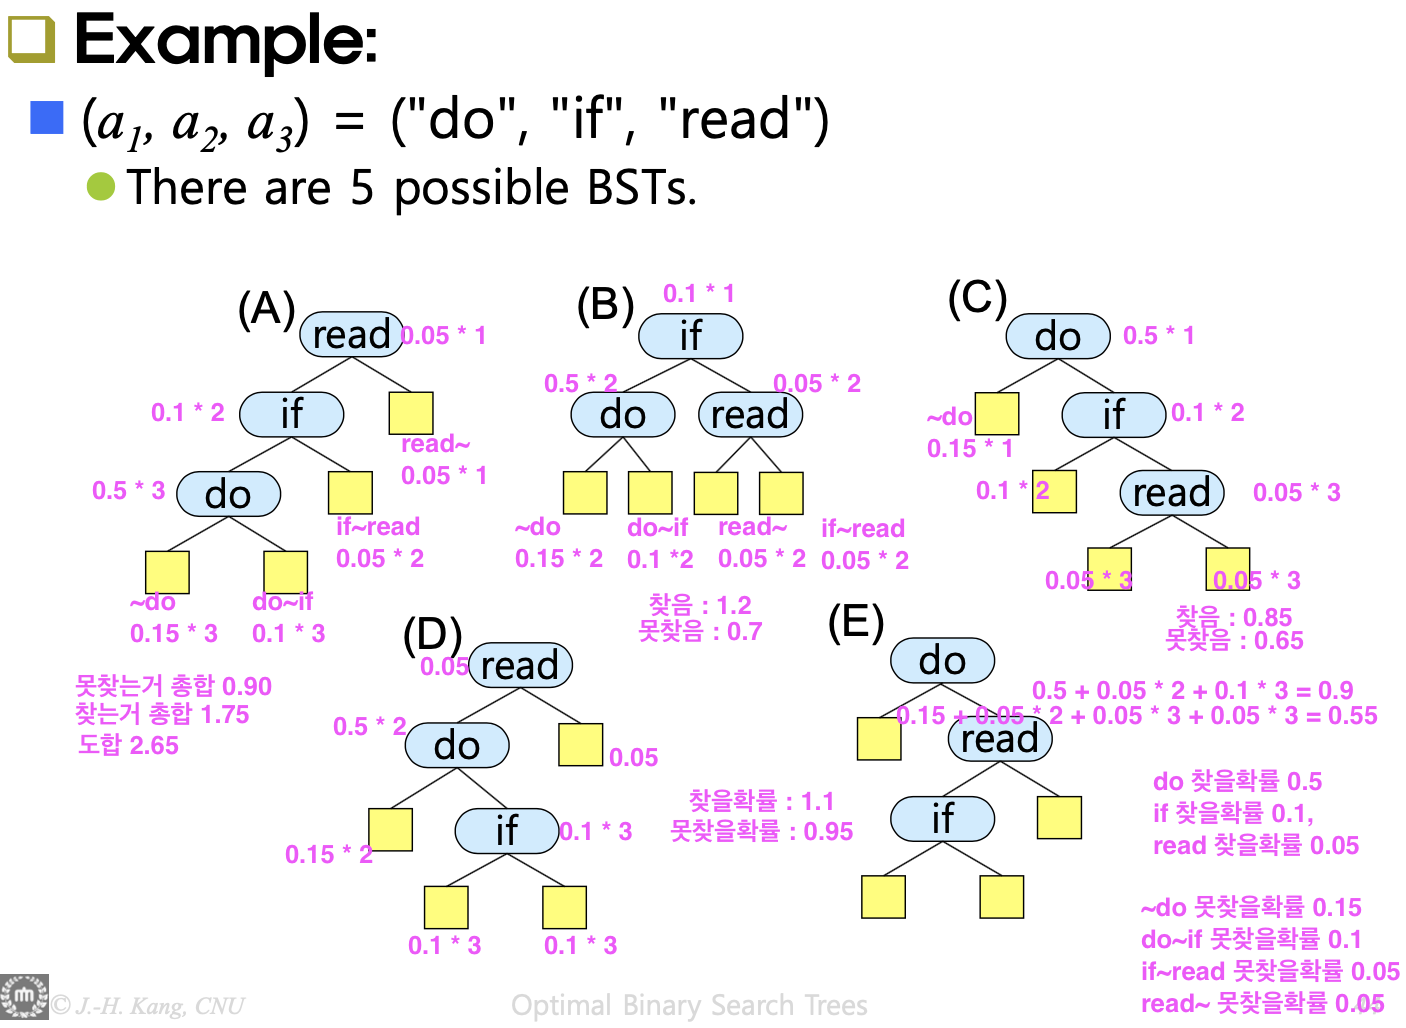 Example:
(a1, a2, a3) = ("do", "if", "read")
There are 5 possible BSTs.
(A)
read
0.05 * 1
0.1 * 2
if
read~
0.05 * 1
0.5 * 3
do
if~read
0.05 * 2
~do
0.15 * 3
do~if
0.1 * 3
못찾는거 총합 0.90
찾는거 총합 1.75
도합 2.65
(B)
0.1 * 1
if
0.5 * 2
0.05 * 2
do
read
~do
0.15 * 2
do~if
0.1 *2
read~
0.05 * 2
if~read
0.05 * 2
찾음 : 1.2
못찾음 : 0.7
(C)
do
0.5 * 1
~do
0.15 * 1
if
0.1 * 2
0.1 * 2
read
0.05 * 3
0.05 * 3
0.05 * 3
찾음 : 0.85
못찾음 : 0.65
(D)
0.05
read
0.5 * 2
do
0.05
0.15 * 2
if
0.1 * 3
0.1 * 3
0.1 * 3
찾을확률 : 1.1
못찾을확률 : 0.95
(E)
do
0.5 + 0.05 * 2 + 0.1 * 3 = 0.9
0.15 + 0.05 * 2 + 0.05 * 3 + 0.05 * 3 = 0.55
read
if
do 찾을확률 0.5
if 찾을확률 0.1,
read 찾을확률 0.05
~do 못찾을확률 0.15
do~if 못찾을확률 0.1
if~read 못찾을확률 0.05
read~ 못찾을확률 0.05
© J.-H. Kang, CNU
Optimal Binary Search Trees